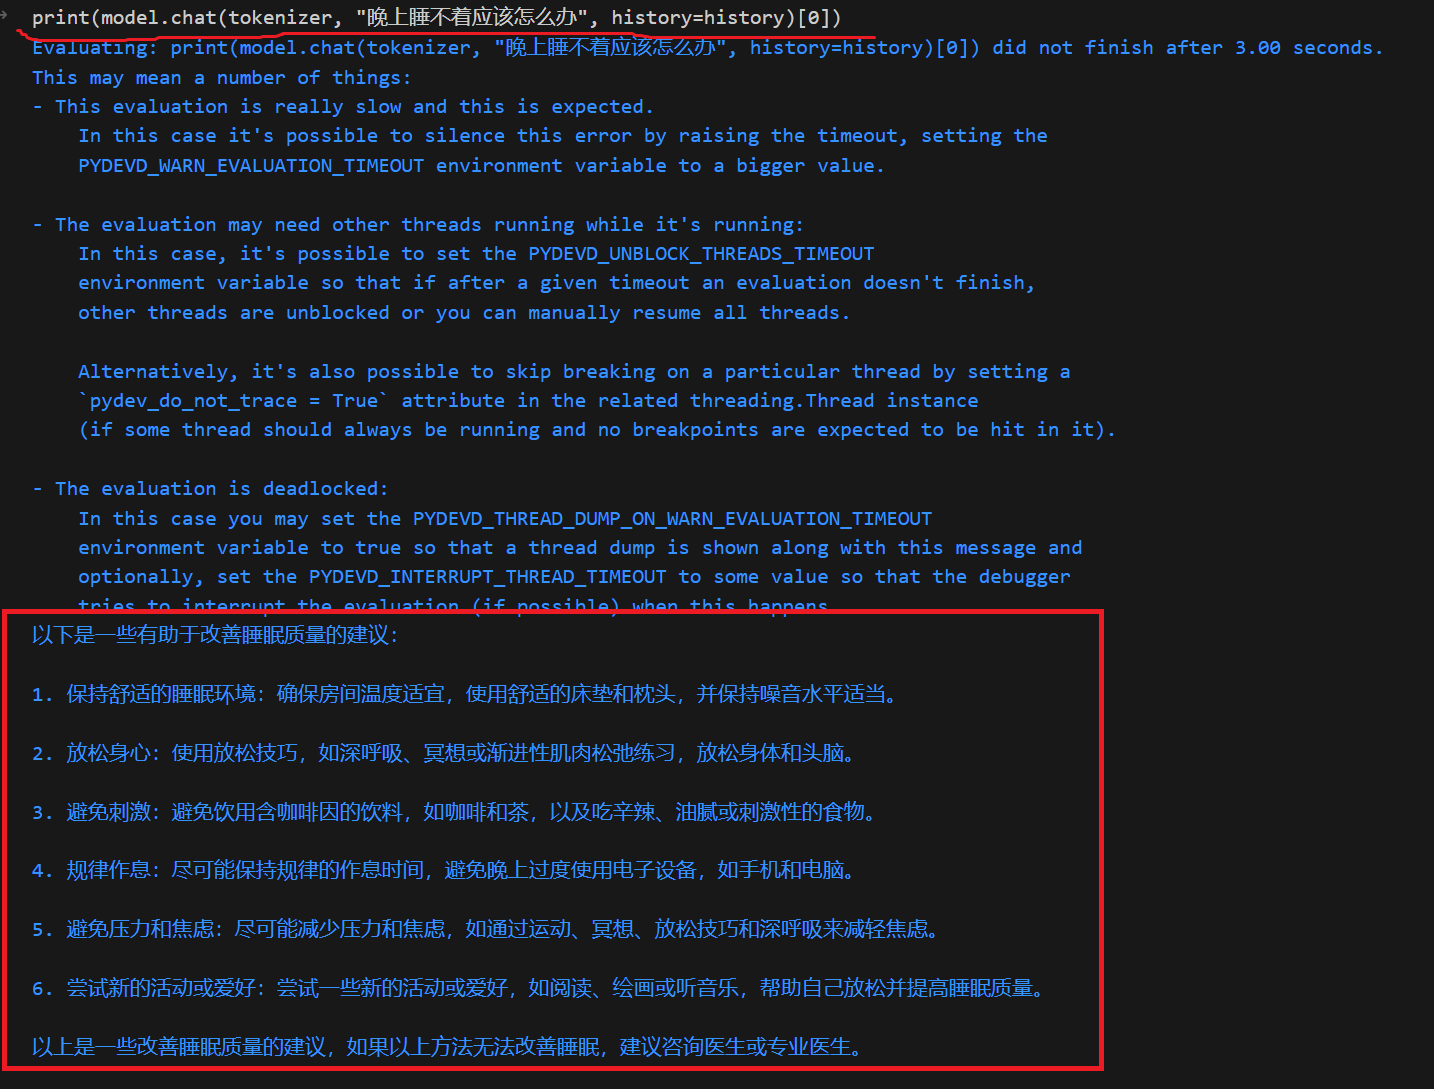 print(model.chat(tokenizer, "晚上睡不着应该怎么办", history=history)[0])
Evaluating: print(model.chat(tokenizer, "晚上睡不着应该怎么办", history=history)[0]) did not finish after 3.00 seconds.
This may mean a number of things:
- This evaluation is really slow and this is expected.
In this case it's possible to silence this error by raising the timeout, setting the
PYDEVD_WARN_EVALUATION_TIMEOUT environment variable to a bigger value.
- The evaluation may need other threads running while it's running:
In this case, it's possible to set the PYDEVD_UNBLOCK_THREADS_TIMEOUT
environment variable so that if after a given timeout an evaluation doesn't finish,
other threads are unblocked or you can manually resume all threads.
Alternatively, it's also possible to skip breaking on a particular thread by setting a
`pydev_do_not_trace = True` attribute in the related threading.Thread instance
(if some thread should always be running and no breakpoints are expected to be hit in it).
- The evaluation is deadlocked:
In this case you may set the PYDEVD_THREAD_DUMP_ON_WARN_EVALUATION_TIMEOUT
environment variable to true so that a thread dump is shown along with this message and
optionally, set the PYDEVD_INTERRUPT_THREAD_TIMEOUT to some value so that the debugger
tries to interrupt the evaluation (if possible) when this happens
以下是一些有助于改善睡眠质量的建议：
1. 保持舒适的睡眠环境：确保房间温度适宜，使用舒适的床垫和枕头，并保持噪音水平适当。
2. 放松身心：使用放松技巧，如深呼吸、冥想或渐进性肌肉松弛练习，放松身体和头脑。
3. 避免刺激：避免饮用含咖啡因的饮料，如咖啡和茶，以及吃辛辣、油腻或刺激性的食物。
4. 规律作息：尽可能保持规律的作息时间，避免晚上过度使用电子设备，如手机和电脑。
5. 避免压力和焦虑：尽可能减少压力和焦虑，如通过运动、冥想、放松技巧和深呼吸来减轻焦虑。
6. 尝试新的活动或爱好：尝试一些新的活动或爱好，如阅读、绘画或听音乐，帮助自己放松并提高睡眠质量。
以上是一些改善睡眠质量的建议，如果以上方法无法改善睡眠，建议咨询医生或专业医生。